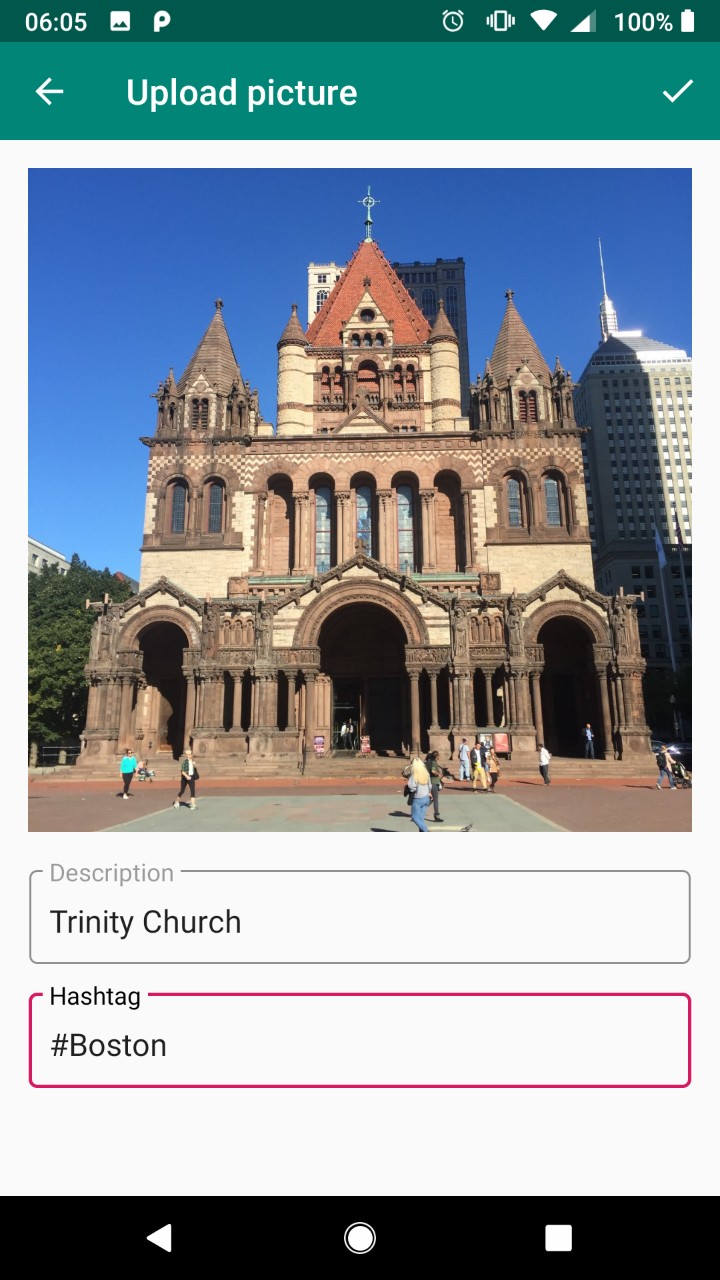 06:05
100%
Upload picture
Description
Trinity Church
Hashtag
#Boston